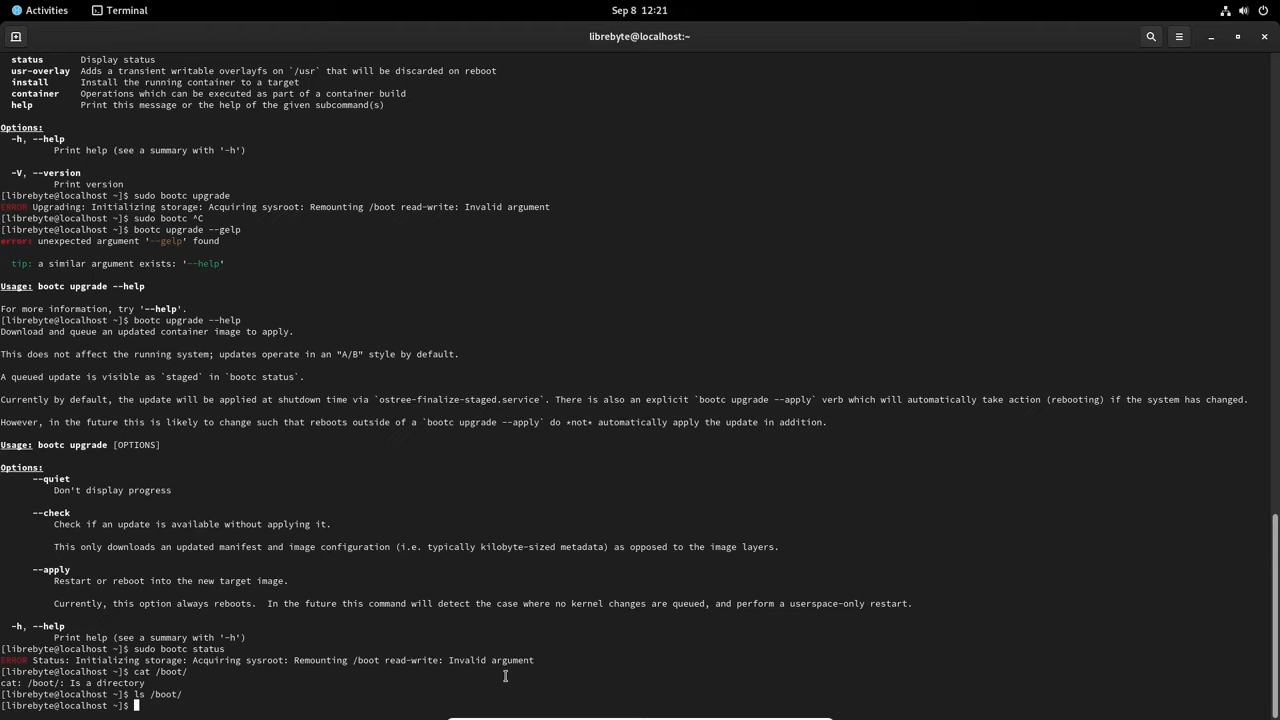 Activities
Terminal
Sep 8 12:21
librebyte@localhost:~
status Display status
usr-overlay Adds a transient writable overlayfs on `/usr` that will be discarded on reboot
install Install the running container to a target
container Operations which can be executed as part of a container build
help Print this message or the help of the given subcommand(s)
Options:
-h, --help
Print help (see a summary with '-h')
-V, --version
Print version
[librebyte@localhost ~]$ sudo bootc upgrade
ERROR Upgrading: Initializing storage: Acquiring sysroot: Remounting /boot read-write: Invalid argument
[librebyte@localhost ~]$ sudo bootc ^C
[librebyte@localhost ~]$ bootc upgrade --gelp
error: unexpected argument '--gelp' found
tip: a similar argument exists: '--help'
Usage: bootc upgrade --help
For more information, try '--help'.
[librebyte@localhost ~]$ bootc upgrade --help
Download and queue an updated container image to apply.
This does not affect the running system; updates operate in an "A/B" style by default.
A queued update is visible as `staged` in `bootc status`.
Currently by default, the update will be applied at shutdown time via `ostree-finalize-staged.service`. There is also an explicit `bootc upgrade --apply` verb which will automatically take action (rebooting) if the system has changed.
However, in the future this is likely to change such that reboots outside of a `bootc upgrade --apply` do *not* automatically apply the update in addition.
Usage: bootc upgrade [OPTIONS]
Options:
--quiet
Don't display progress
--check
Check if an update is available without applying it.
This only downloads an updated manifest and image configuration (i.e. typically kilobyte-sized metadata) as opposed to the image layers.
--apply
Restart or reboot into the new target image.
Currently, this option always reboots.  In the future this command will detect the case where no kernel changes are queued, and perform a userspace-only restart.
-h, --help
Print help (see a summary with '-h')
[librebyte@localhost ~]$ sudo bootc status
ERROR Status: Initializing storage: Acquiring sysroot: Remounting /boot read-write: Invalid argument
[librebyte@localhost ~]$ cat /boot/
cat: /boot/: Is a directory
[librebyte@localhost ~]$ ls /boot/
[librebyte@localhost ~]$